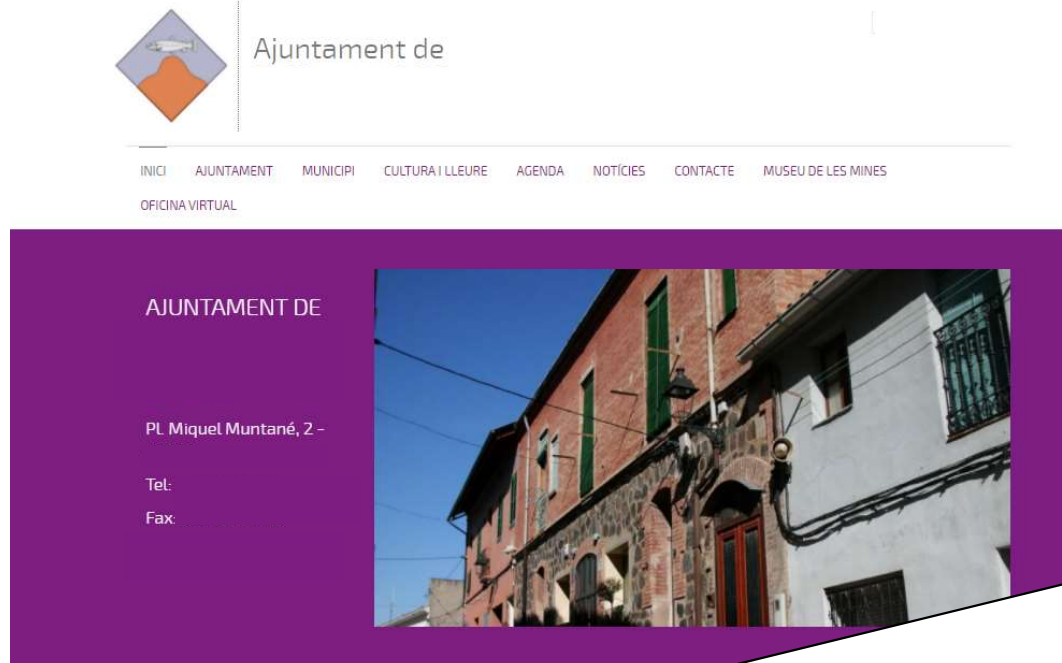 Ajuntament de
INICI AJUNTAMENT MUNICIPI CULTURA I LLEURE AGENDA NOTÍCIES CONTACTE MUSEU DE LES MINES
OFICINA VIRTUAL
AJUNTAMENT DE
Pl. Miquel Muntané, 2 -
Tel:
Fax: